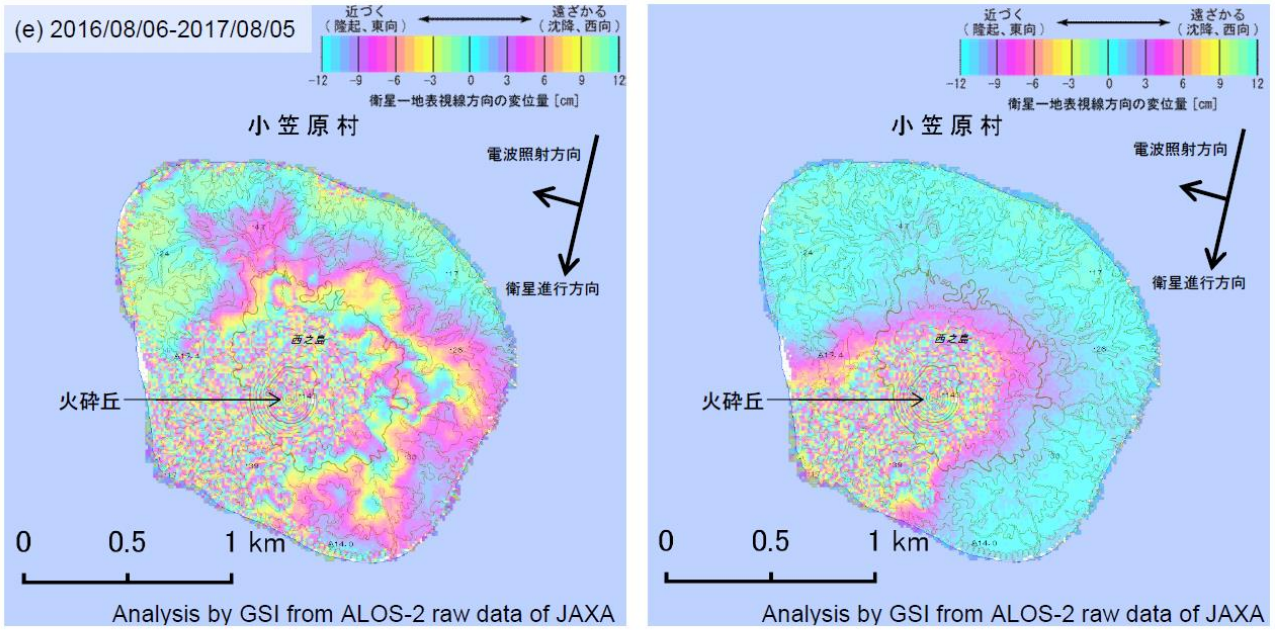 (e) 2016/08/06-2017/08/05
近づく 遠ざかる
(隆起、東向) (沈降、西向)
-12 -9 -6 -3 0 3 6 9 12
衛星－地表視線方向の変位量 [cm]
小笠原村
電波照射方向
衛星進行方向
西之島
火砕丘
0 0.5 1 km
Analysis by GSI from ALOS-2 raw data of JAXA
近づく 遠ざかる
(隆起、東向) (沈降、西向)
-12 -9 -6 -3 0 3 6 9 12
衛星－地表視線方向の変位量 [cm]
小笠原村
電波照射方向
衛星進行方向
西之島
火砕丘
0 0.5 1 km
Analysis by GSI from ALOS-2 raw data of JAXA